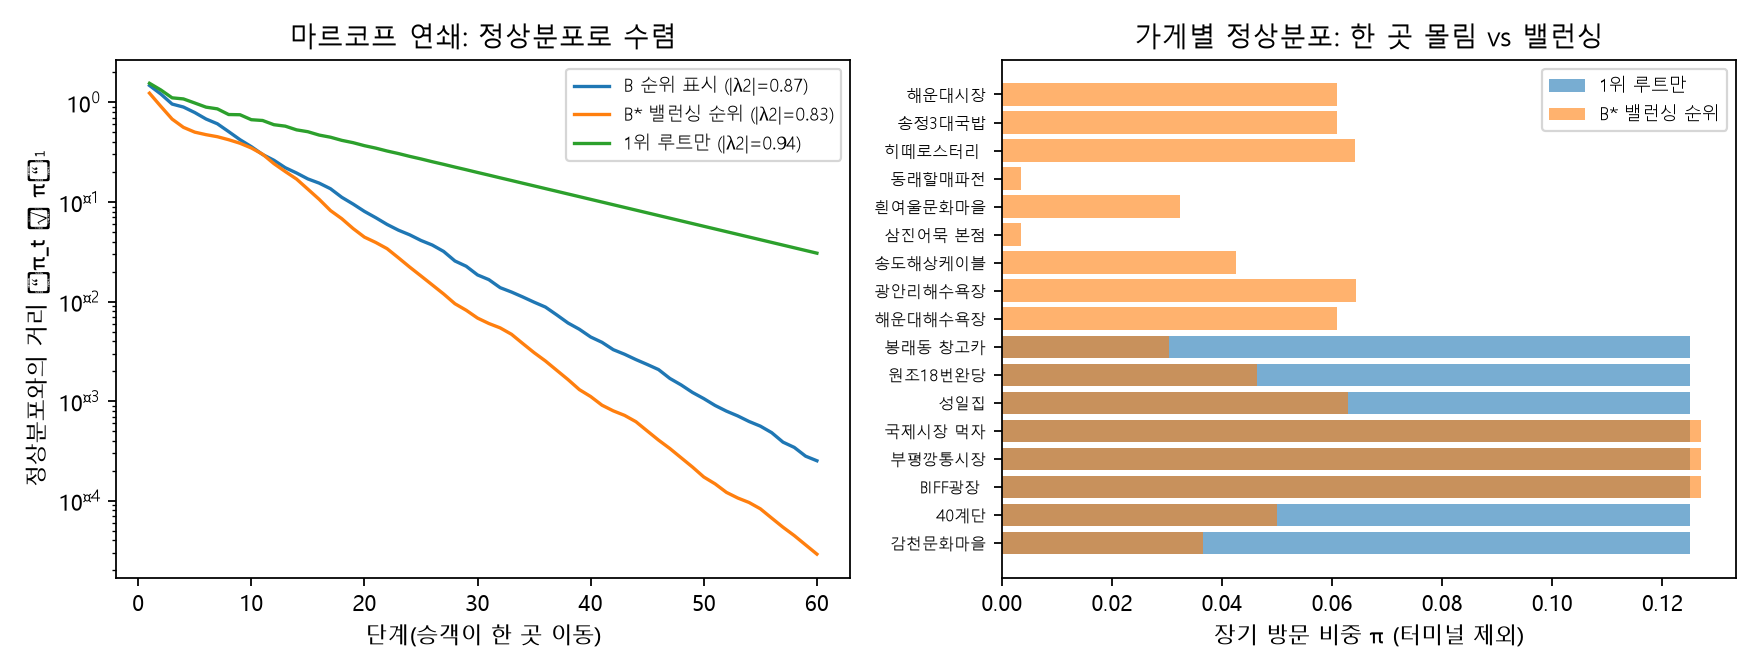 마르코프 연쇄: 정상분포로 수렴
B 순위 표시 (|λ2|=0.87)
B* 밸런싱 순위 (|λ2|=0.83)
1위 루트만 (|λ2|=0.94)
10⁰
10¤¹
10¤²
10¤³
10¤⁴
정상분포와의 거리 π_t π ₁
0 10 20 30 40 50 60
단계(승객이 한 곳 이동)
가게별 정상분포: 한 곳 몰림 vs 밸런싱
1위 루트만
B* 밸런싱 순위
해운대시장
송정3대국밥
히떼로스터리
동래할매파전
흰여울문화마을
삼진어묵 본점
송도해상케이블
광안리해수욕장
해운대해수욕장
봉래동 창고카
원조18번완당
성일집
국제시장 먹자
부평깡통시장
BIFF광장
40계단
감천문화마을
0.00 0.02 0.04 0.06 0.08 0.10 0.12
장기 방문 비중 π (터미널 제외)